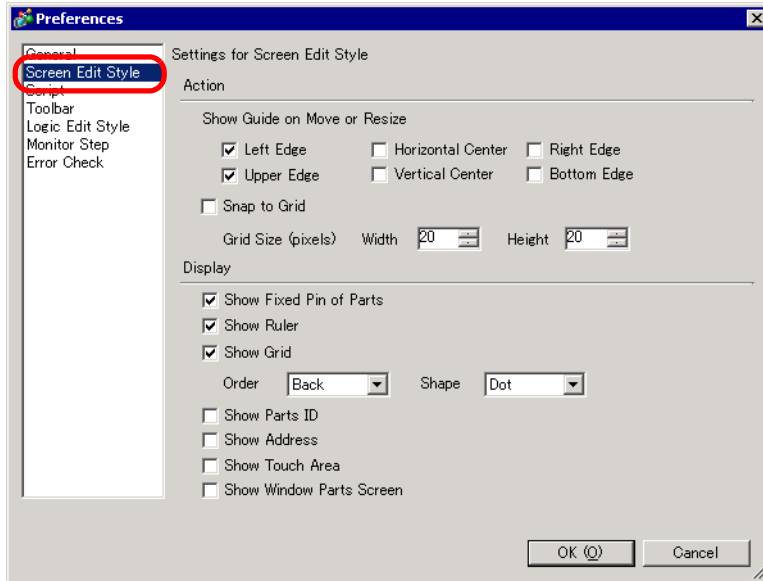 Preferences
General
Screen Edit Style
Script
Toolbar
Logic Edit Style
Monitor Step
Error Check
Settings for Screen Edit Style
Action
Show Guide on Move or Resize
Left Edge Horizontal Center Right Edge
Upper Edge Vertical Center Bottom Edge
Snap to Grid
Grid Size (pixels) Width 20 Height 20
Display
Show Fixed Pin of Parts
Show Ruler
Show Grid
Order Back Shape Dot
Show Parts ID
Show Address
Show Touch Area
Show Window Parts Screen
OK (O) Cancel